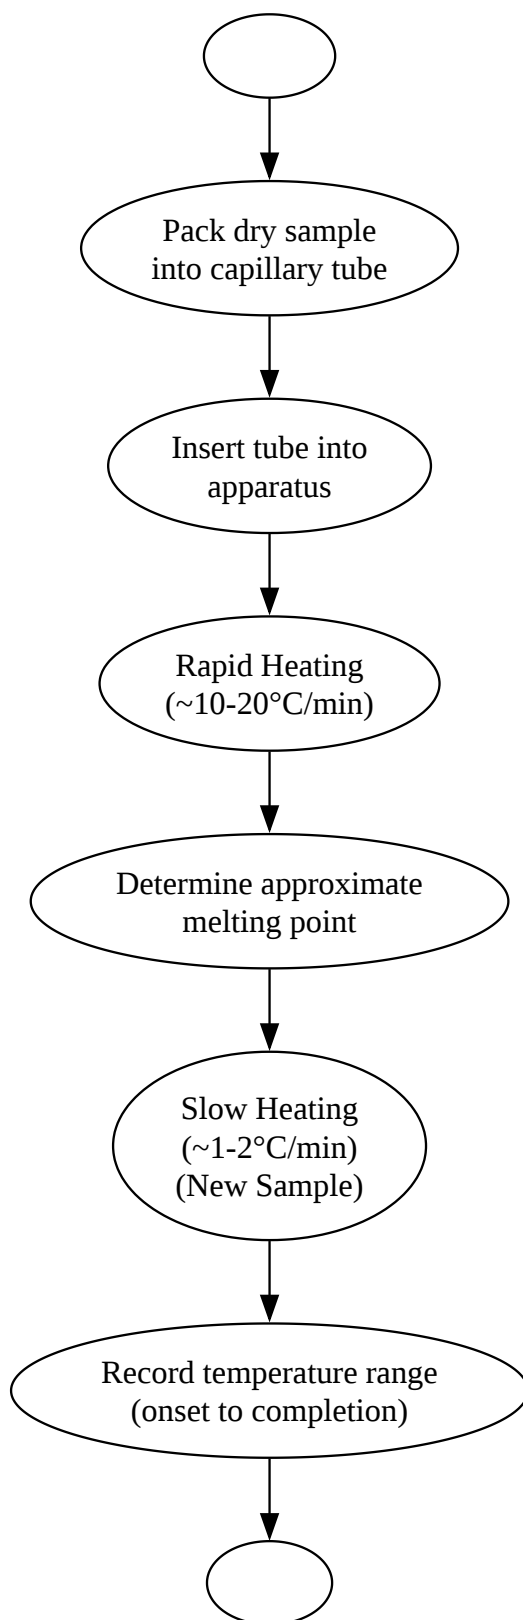 Pack dry sample
into capillary tube
Insert tube into
apparatus
Rapid Heating
(~10-20°C/min)
Determine approximate
melting point
Slow Heating
(~1-2°C/min)
(New Sample)
Record temperature range
(onset to completion)